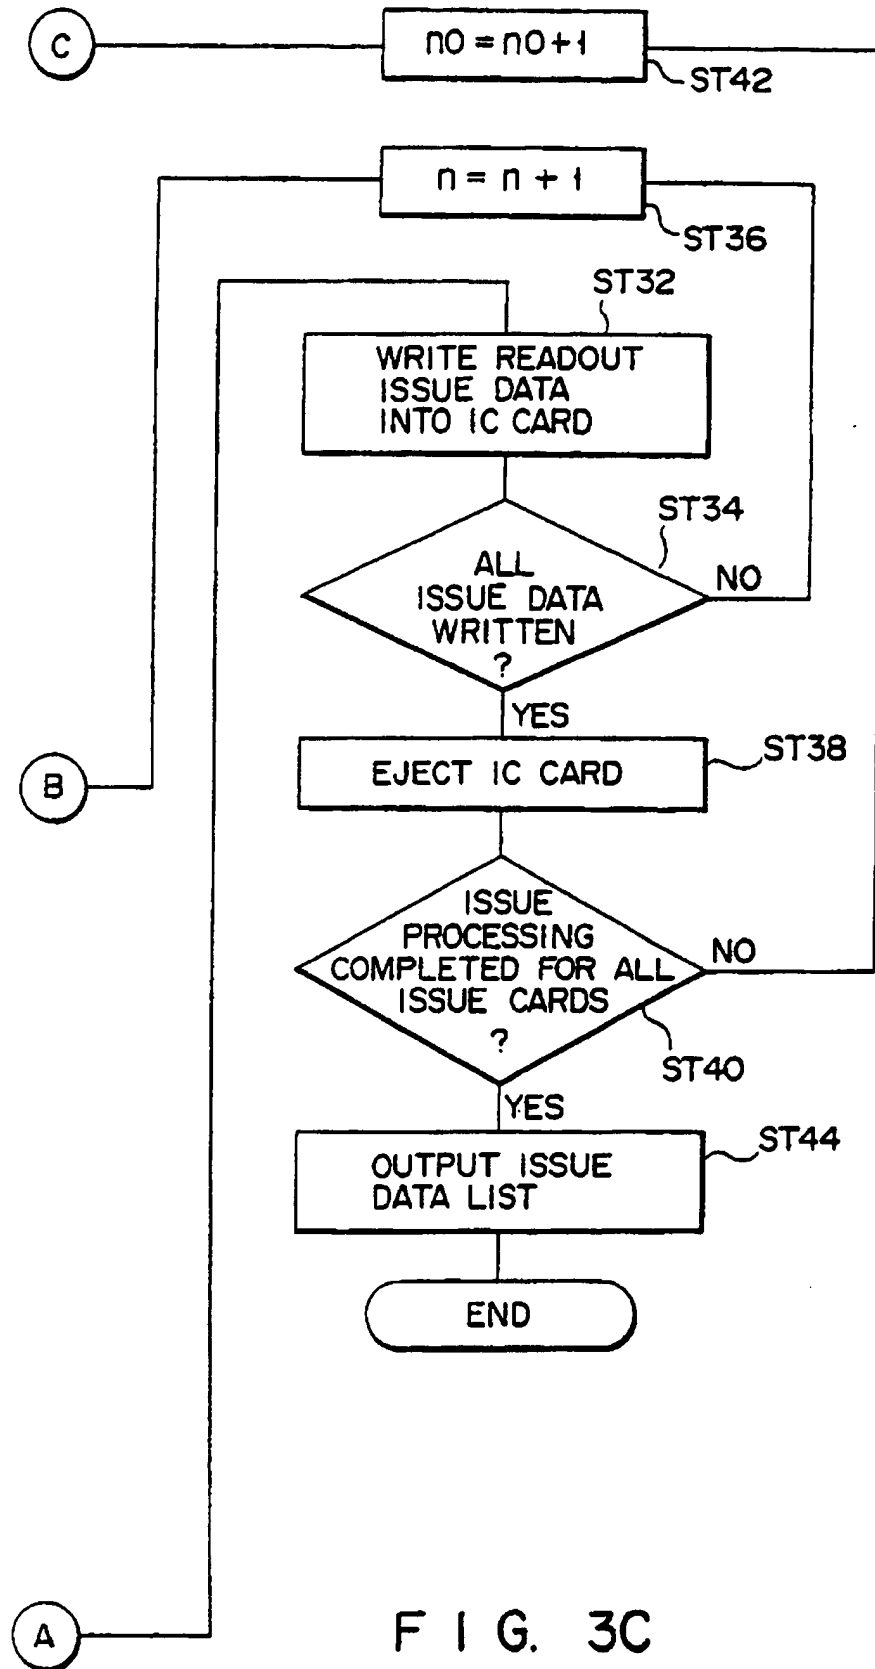 C
n0 = n0+1
ST42
n = n + 1
ST36
ST32
WRITE READOUT
ISSUE DATA
INTO IC CARD
ST34
ALL
ISSUE DATA
WRITTEN
?
NO
YES
EJECT IC CARD
ST38
B
ISSUE
PROCESSING
COMPLETED FOR ALL
ISSUE CARDS
?
NO
ST40
YES
OUTPUT ISSUE
DATA LIST
ST44
END
A
FIG. 3C